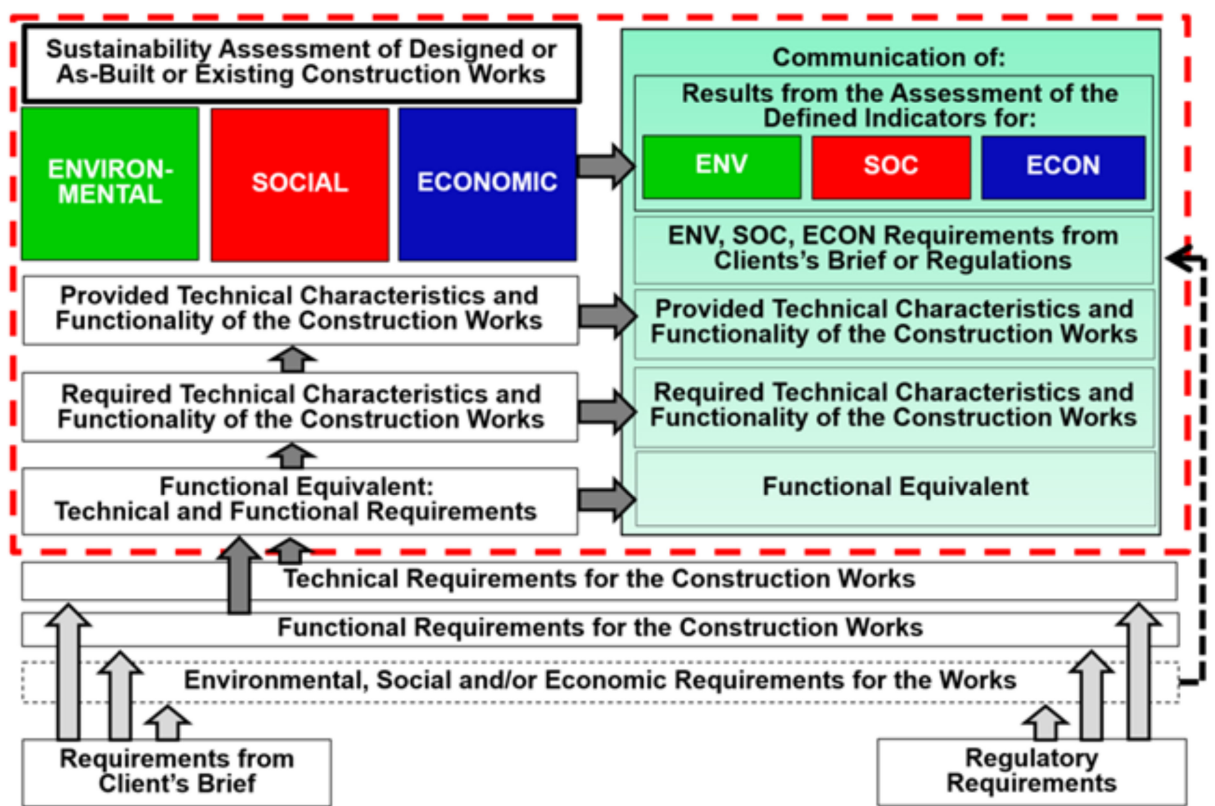 Sustainability Assessment of Designed or
As-Built or Existing Construction Works
ENVIRON-
MENTAL
SOCIAL
ECONOMIC
Provided Technical Characteristics and
Functionality of the Construction Works
Required Technical Characteristics and
Functionality of the Construction Works
Functional Equivalent:
Technical and Functional Requirements
Communication of:
Results from the Assessment of the
Defined Indicators for:
ENV
SOC
ECON
ENV, SOC, ECON Requirements from
Clients's Brief or Regulations
Provided Technical Characteristics and
Functionality of the Construction Works
Required Technical Characteristics and
Functionality of the Construction Works
Functional Equivalent
Technical Requirements for the Construction Works
Functional Requirements for the Construction Works
Environmental, Social and/or Economic Requirements for the Works
Requirements from
Client's Brief
Regulatory
Requirements